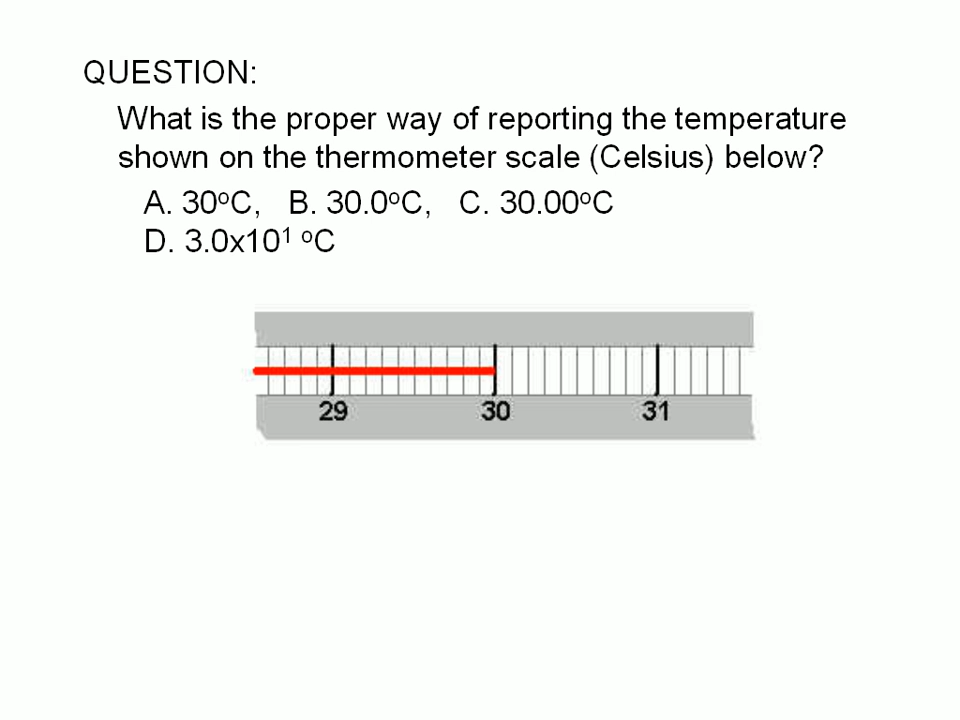 QUESTION:
What is the proper way of reporting the temperature
shown on the thermometer scale (Celsius) below?
A. 30ºC, B. 30.0ºC, C. 30.00ºC
D. 3.0x10¹ ºC
29 30 31